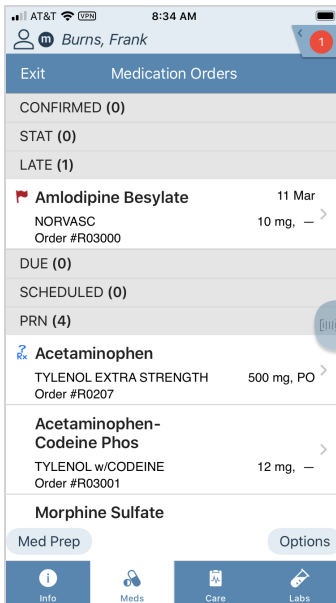 AT&T VPN 8:34 AM
m Burns, Frank
1
Exit Medication Orders
CONFIRMED (0)
STAT (0)
LATE (1)
Amlodipine Besylate 11 Mar
NORVASC 10 mg, —
Order #R03000
DUE (0)
SCHEDULED (0)
PRN (4)
? Rx Acetaminophen
TYLENOL EXTRA STRENGTH 500 mg, PO
Order #R0207
Acetaminophen-
Codeine Phos
TYLENOL w/CODEINE 12 mg, —
Order #R03001
Morphine Sulfate
Med Prep Options
Info Meds Care Labs